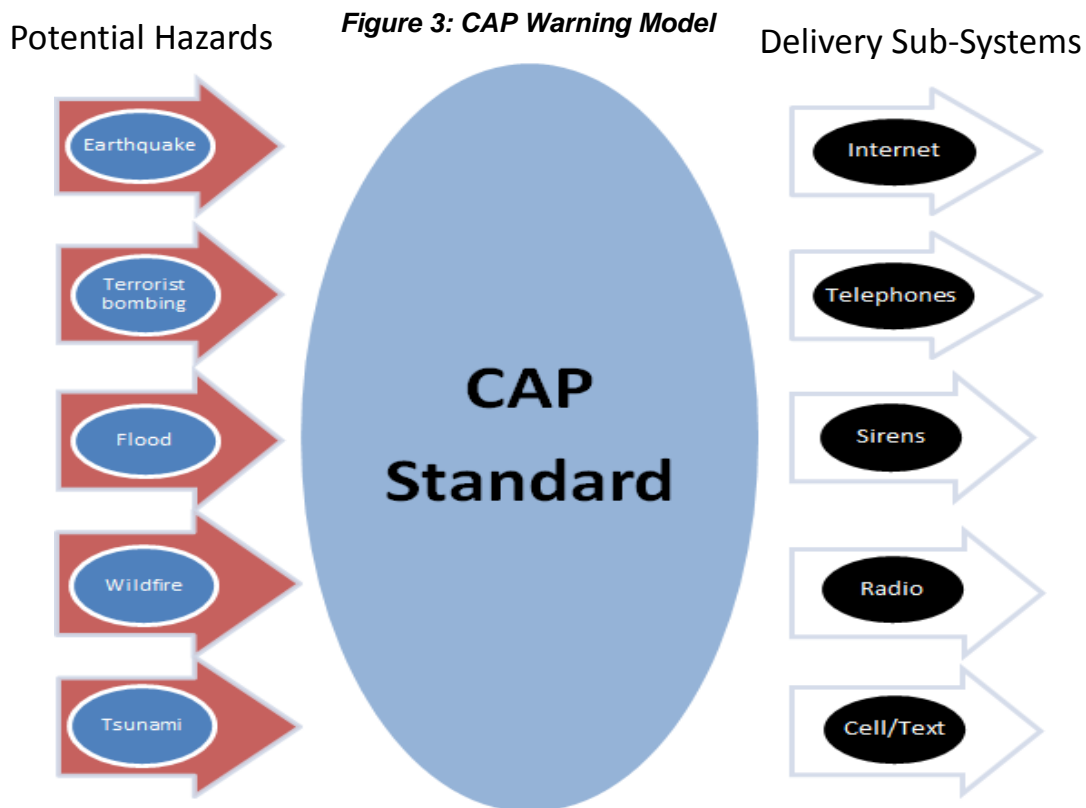 Figure 3: CAP Warning Model
Potential Hazards
Delivery Sub-Systems
Earthquake
Terrorist
bombing
Flood
Wildfire
Tsunami
CAP
Standard
Internet
Telephones
Sirens
Radio
Cell/Text